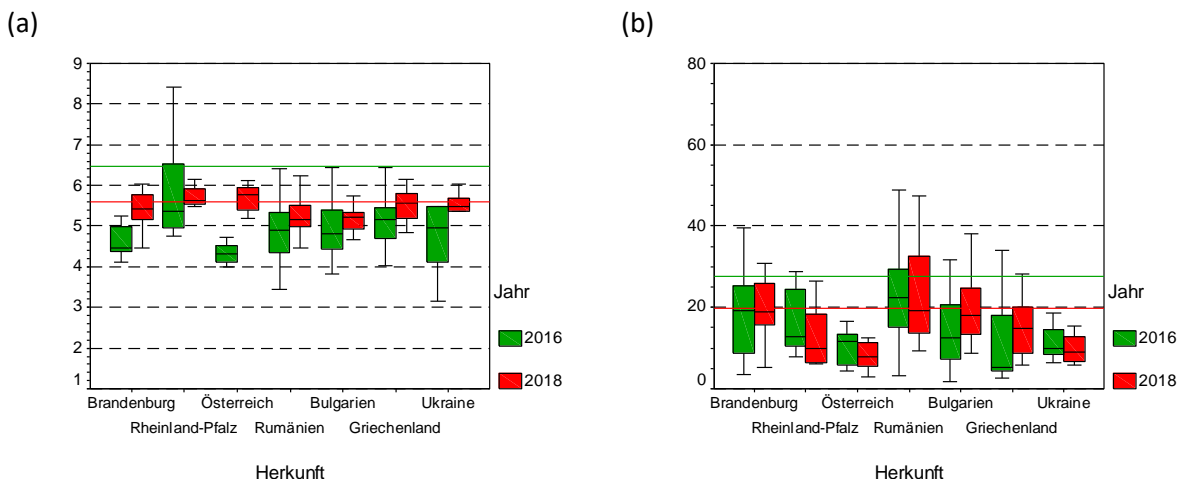 (a)
9
8
7
6
5
4
3
2
1
Brandenburg Österreich Bulgarien Ukraine
Rheinland-Pfalz Rumänien Griechenland
Herkunft
Jahr
2016
2018
(b)
80
60
40
20
0
Brandenburg Österreich Bulgarien Ukraine
Rheinland-Pfalz Rumänien Griechenland
Herkunft
Jahr
2016
2018